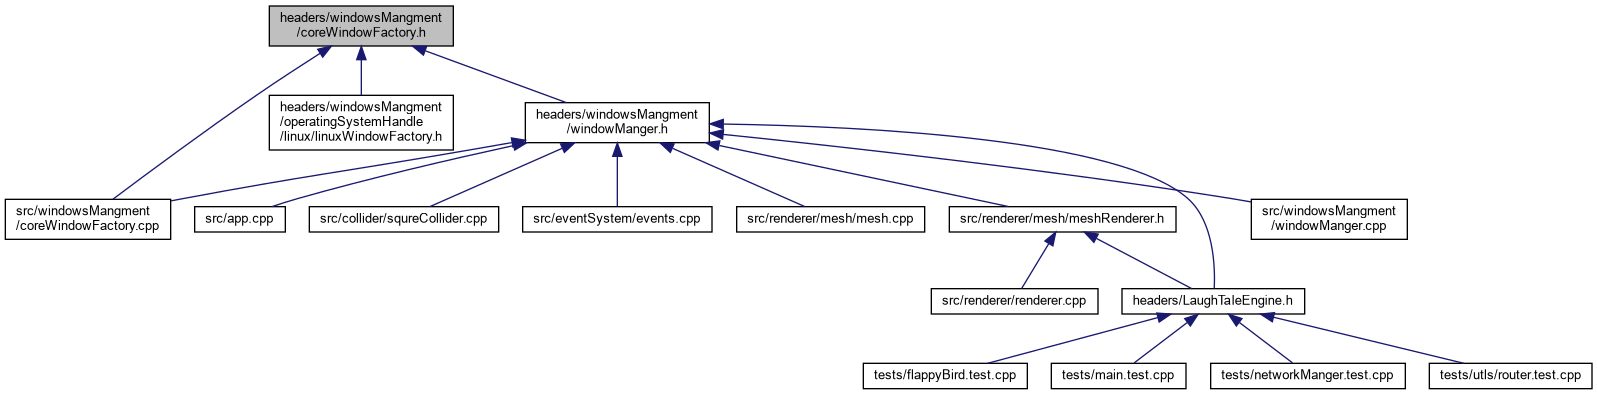 headers/windowsMangment
/coreWindowFactory.h
headers/windowsMangment
/operatingSystemHandle
/linux/linuxWindowFactory.h
headers/windowsMangment
/windowManger.h
src/windowsMangment
/coreWindowFactory.cpp
src/app.cpp
src/collider/squreCollider.cpp
src/eventSystem/events.cpp
src/renderer/mesh/mesh.cpp
src/renderer/mesh/meshRenderer.h
src/windowsMangment
/windowManger.cpp
src/renderer/renderer.cpp
headers/LaughTaleEngine.h
tests/flappyBird.test.cpp
tests/main.test.cpp
tests/networkManger.test.cpp
tests/utls/router.test.cpp